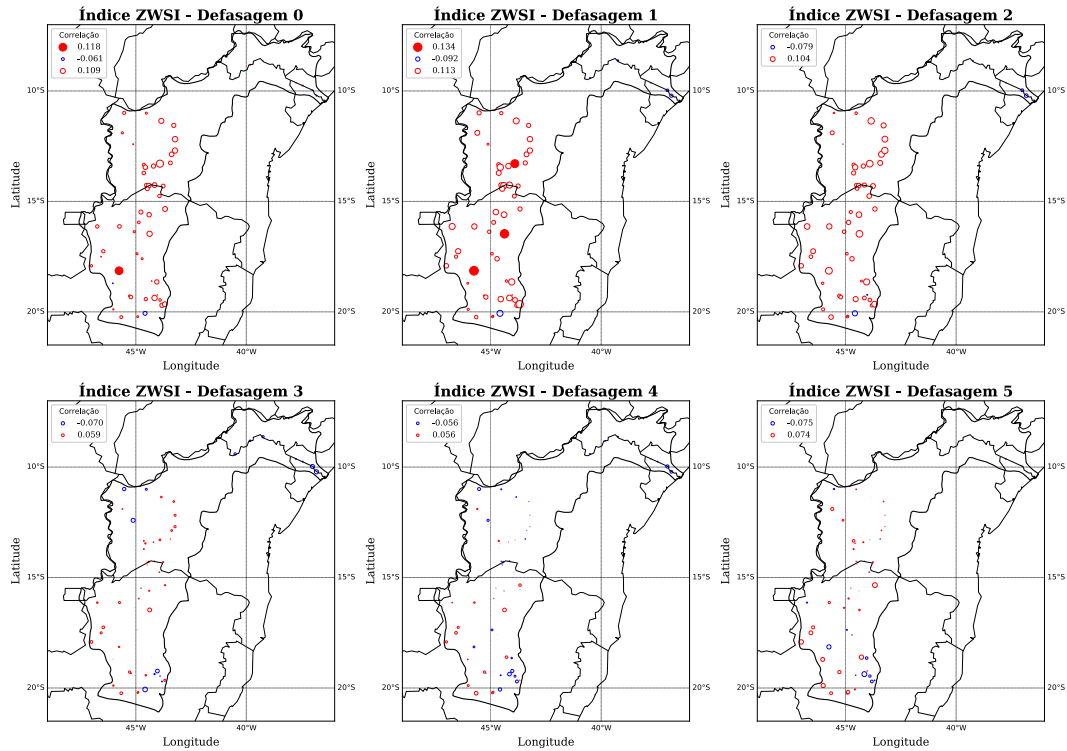 Índice ZWSI - Defasagem 0
Correlação
0.118
-0.061
0.109
10°S
15°S
20°S
Latitude
45°W
40°W
Longitude
Índice ZWSI - Defasagem 1
Correlação
0.134
-0.092
0.113
10°S
15°S
20°S
Latitude
45°W
40°W
Longitude
Índice ZWSI - Defasagem 2
Correlação
-0.079
0.104
10°S
15°S
20°S
Latitude
45°W
40°W
Longitude
Índice ZWSI - Defasagem 3
Correlação
-0.070
0.059
10°S
15°S
20°S
Latitude
45°W
40°W
Longitude
Índice ZWSI - Defasagem 4
Correlação
-0.056
0.056
10°S
15°S
20°S
Latitude
45°W
40°W
Longitude
Índice ZWSI - Defasagem 5
Correlação
-0.075
0.074
10°S
15°S
20°S
Latitude
45°W
40°W
Longitude